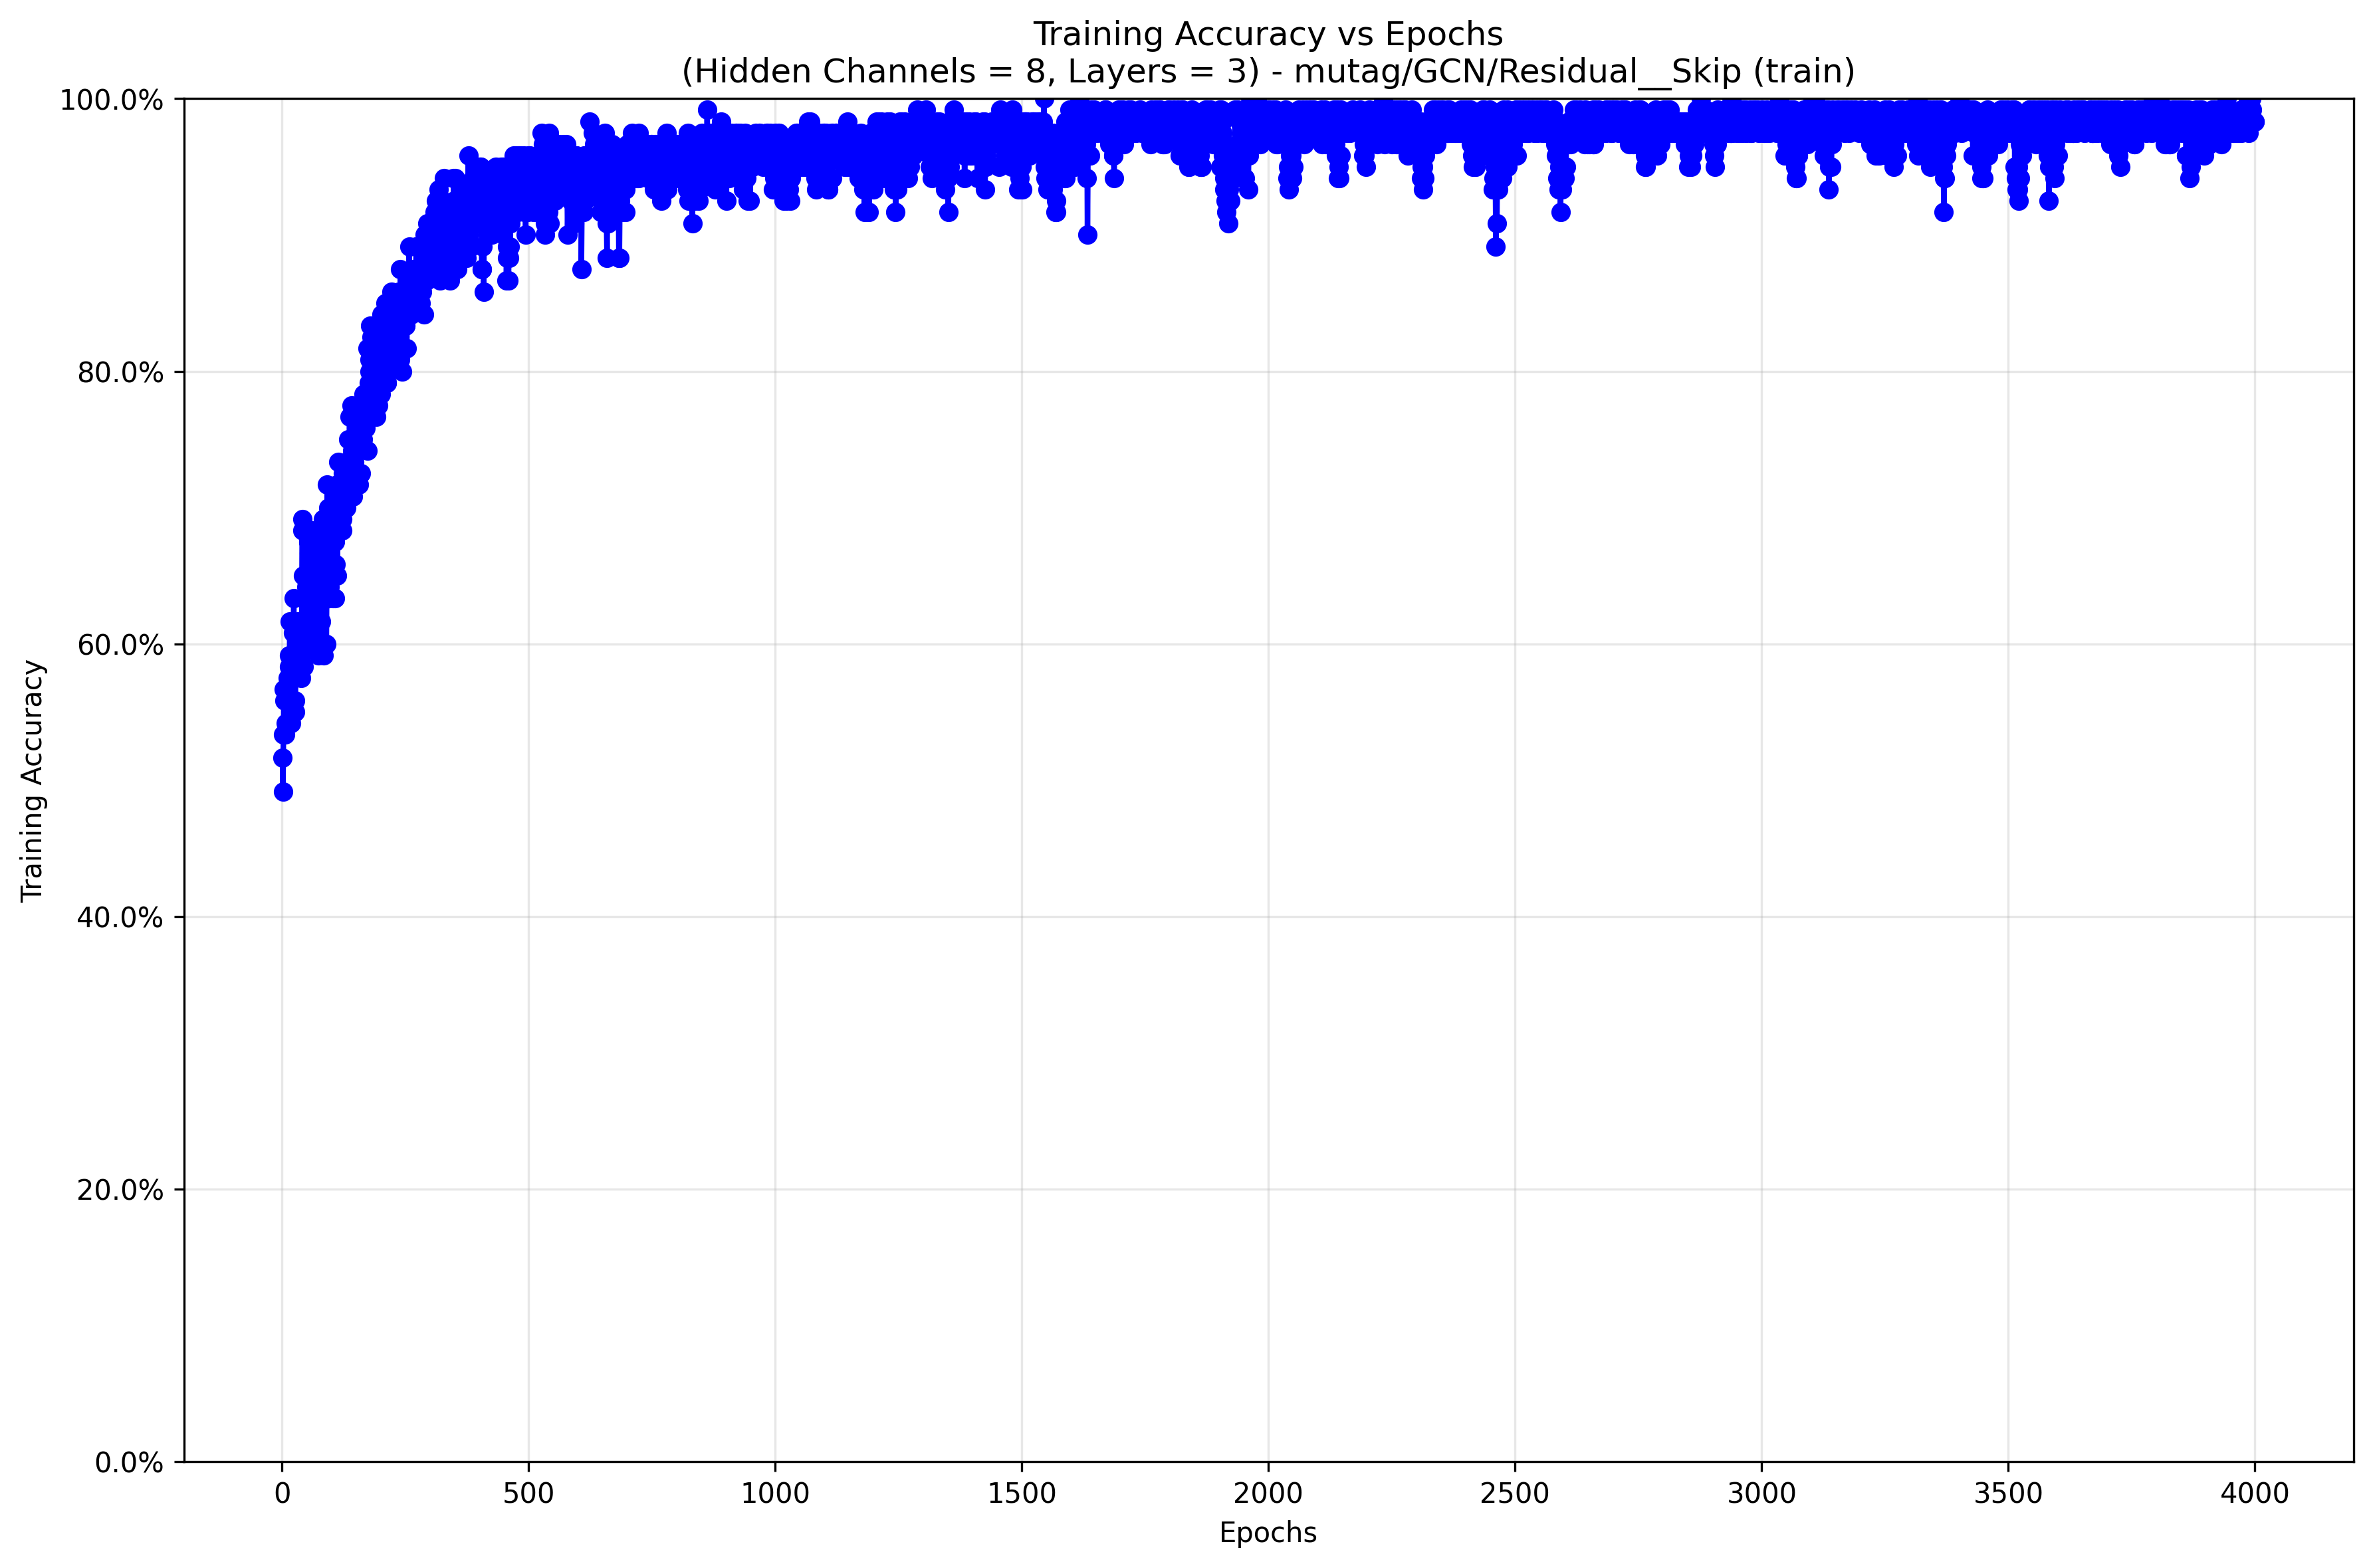 Training Accuracy vs Epochs
(Hidden Channels = 8, Layers = 3) - mutag/GCN/Residual__Skip (train)
100.0%
80.0%
60.0%
40.0%
20.0%
0.0%
Training Accuracy
0 500 1000 1500 2000 2500 3000 3500 4000
Epochs